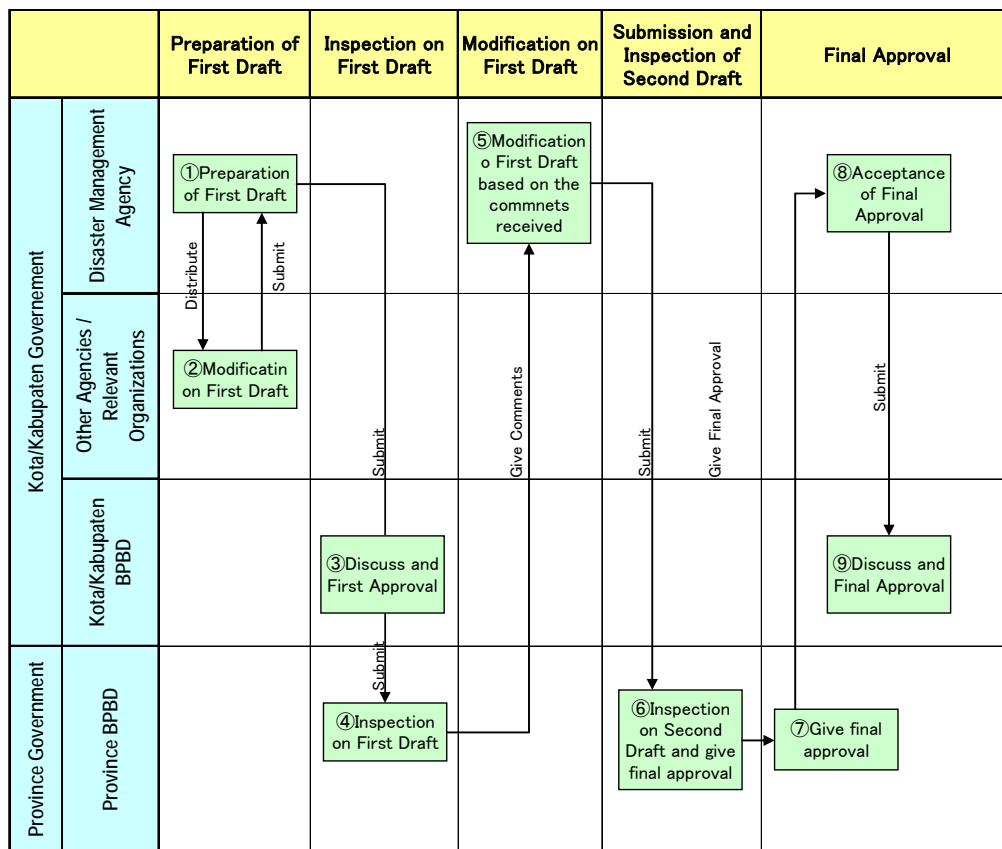 Preparation of
First Draft
Inspection on
First Draft
Modification on
First Draft
Submission and
Inspection of
Second Draft
Final Approval
Kota/Kabupaten Governement
Disaster Management
Agency
①Preparation
of First Draft
⑤Modification
o First Draft
based on the
commnets
received
⑧Acceptance
of Final
Approval
Distribute
Submit
Other Agencies /
Relevant
Organizations
②Modificatin
on First Draft
Submit
Give Comments
Submit
Give Final Approval
Submit
Kota/Kabupaten
BPBD
③Discuss and
First Approval
⑨Discuss and
Final Approval
Submit
Province Government
Province BPBD
④Inspection
on First Draft
⑥Inspection
on Second
Draft and give
final approval
⑦Give final
approval